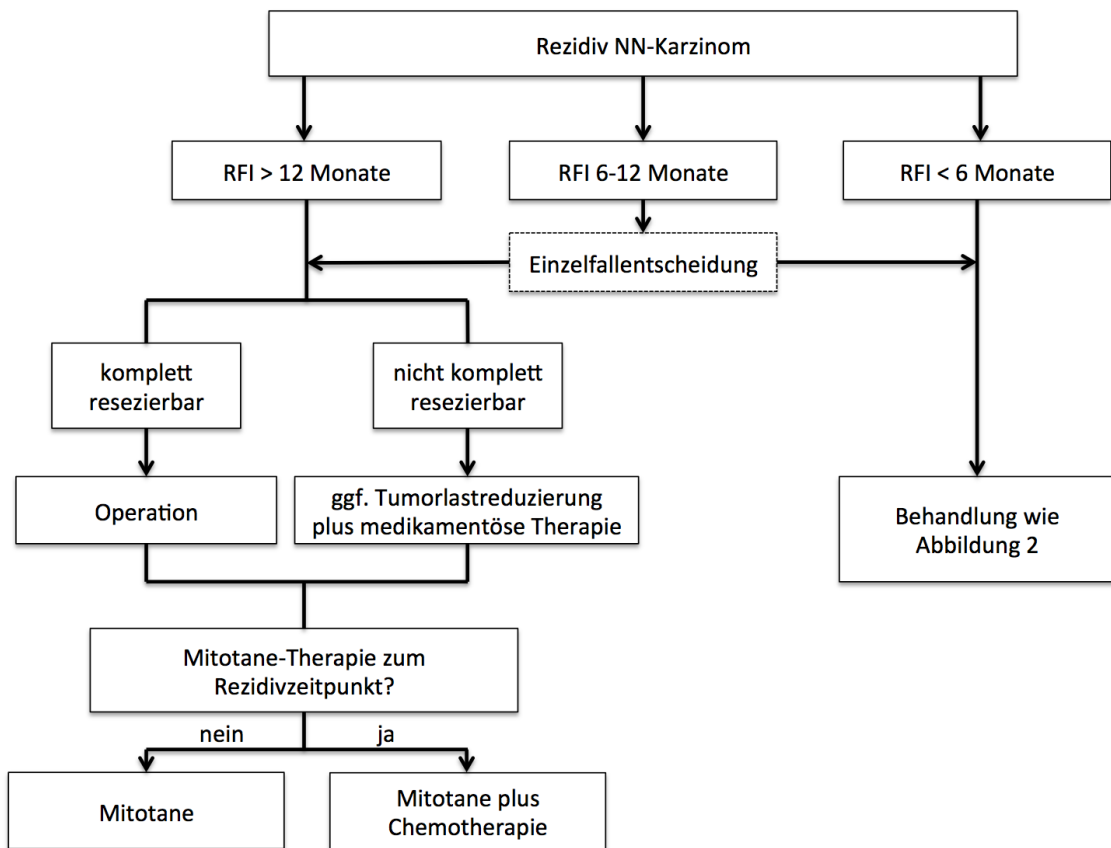 Rezidiv NN-Karzinom
RFI > 12 Monate
RFI 6-12 Monate
RFI < 6 Monate
Einzelfallentscheidung
komplett
resezierbar
nicht komplett
resezierbar
Operation
ggf. Tumorlastreduzierung
plus medikamentöse Therapie
Behandlung wie
Abbildung 2
Mitotane-Therapie zum
Rezidivzeitpunkt?
nein
ja
Mitotane
Mitotane plus
Chemotherapie